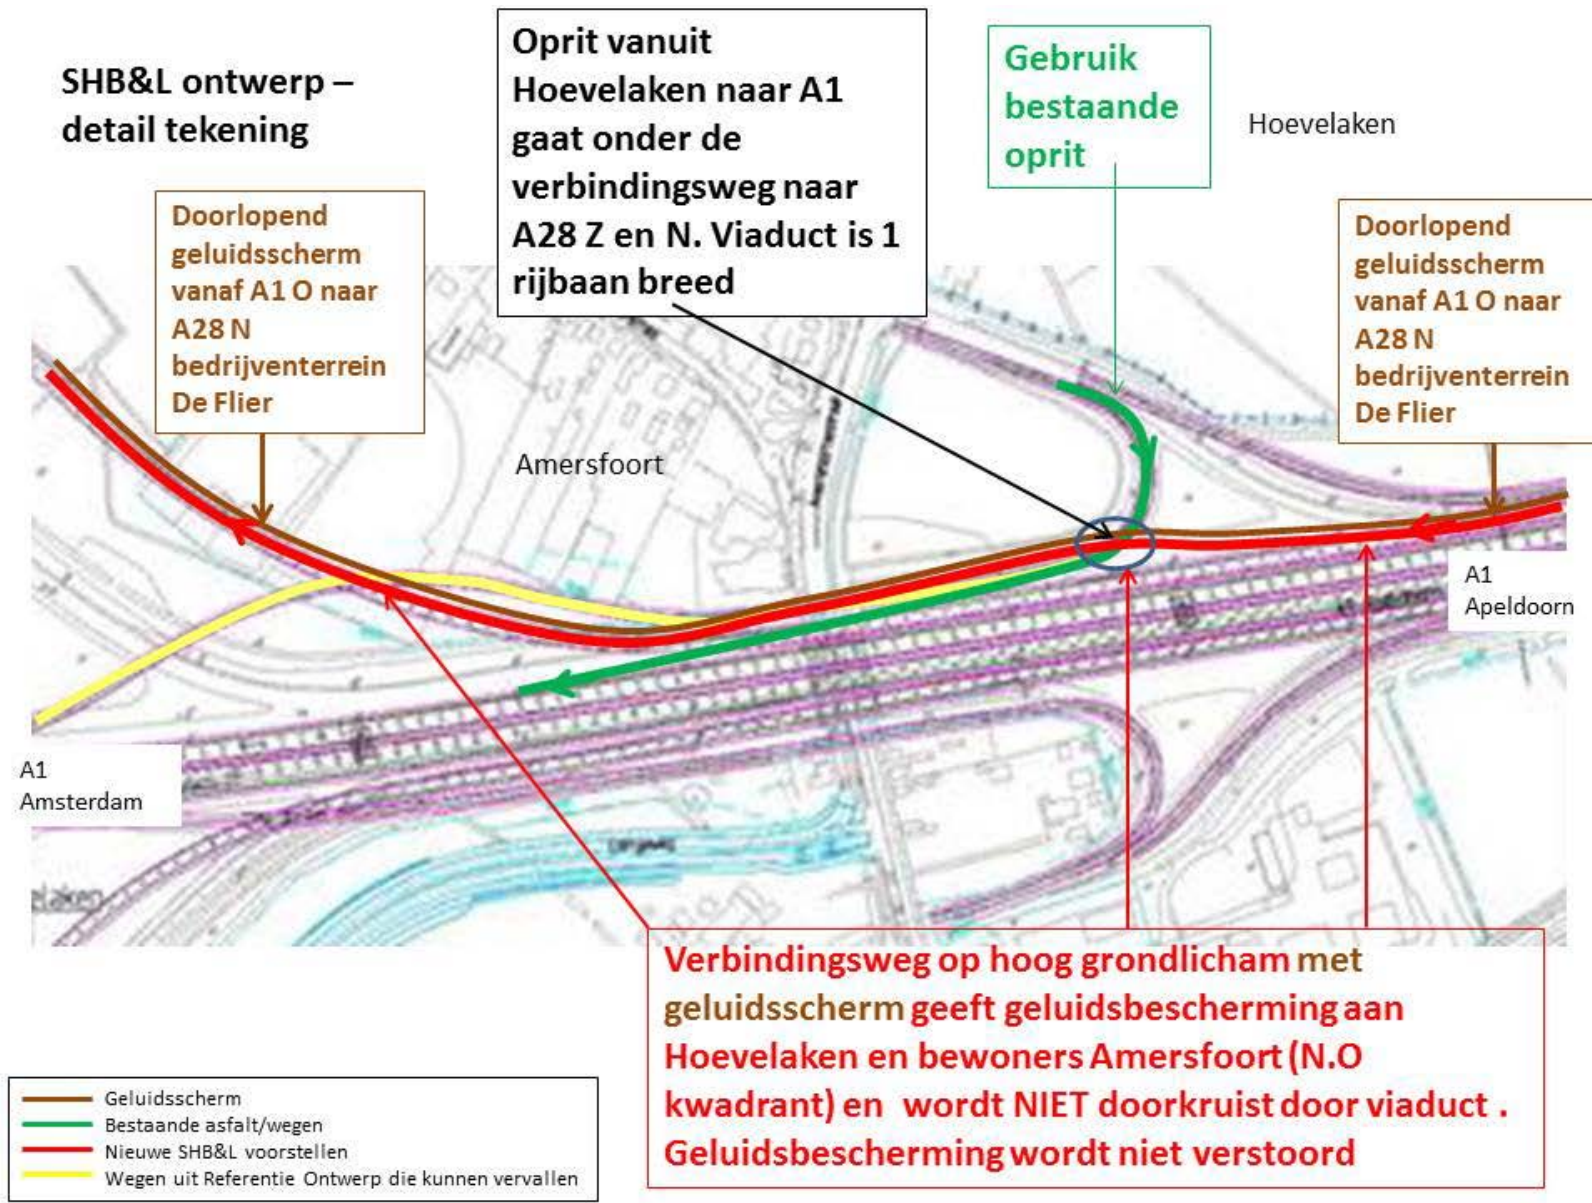 SHB&L ontwerp –
detail tekening
Oprit vanuit
Hoevelaken naar A1
gaat onder de
verbindingsweg naar
A28 Z en N. Viaduct is 1
rijbaan breed
Gebruik
bestaande
oprit
Hoevelaken
Doorlopend
geluidsscherm
vanaf A1 O naar
A28 N
bedrijventerrein
De Flier
Doorlopend
geluidsscherm
vanaf A1 O naar
A28 N
bedrijventerrein
De Flier
Amersfoort
A1
Apeldoorn
A1
Amsterdam
elaken
Verbindingsweg op hoog grondlicham met
geluidsscherm geeft geluidsbescherming aan
Hoevelaken en bewoners Amersfoort (N.O
kwadrant) en wordt NIET doorkruist door viaduct .
Geluidsbescherming wordt niet verstoord
Geluidsscherm
Bestaande asfalt/wegen
Nieuwe SHB&L voorstellen
Wegen uit Referentie Ontwerp die kunnen vervallen